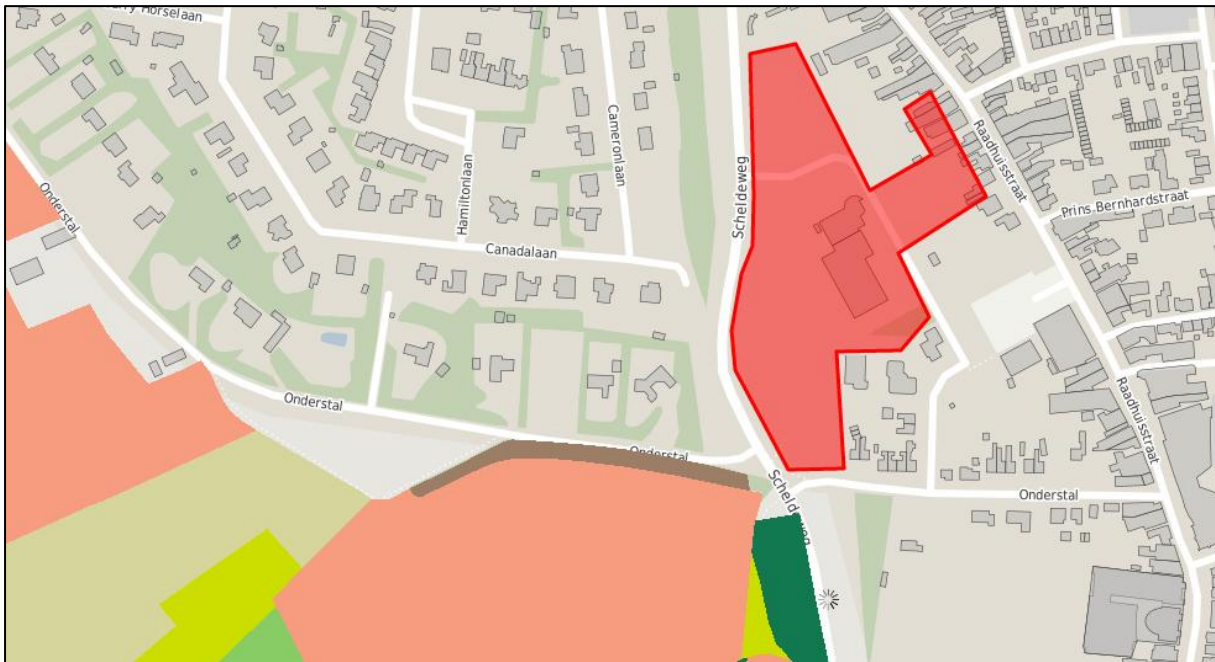 Horselaan
Onderstal
Hamiltonlaan
Cameronlaan
Canadalaan
Scheldeweg
Raadhuisstraat
Prins Bernhardstraat
Onderstal
Onderstal
Raadhuisstraat
Scheldeweg
Onderstal